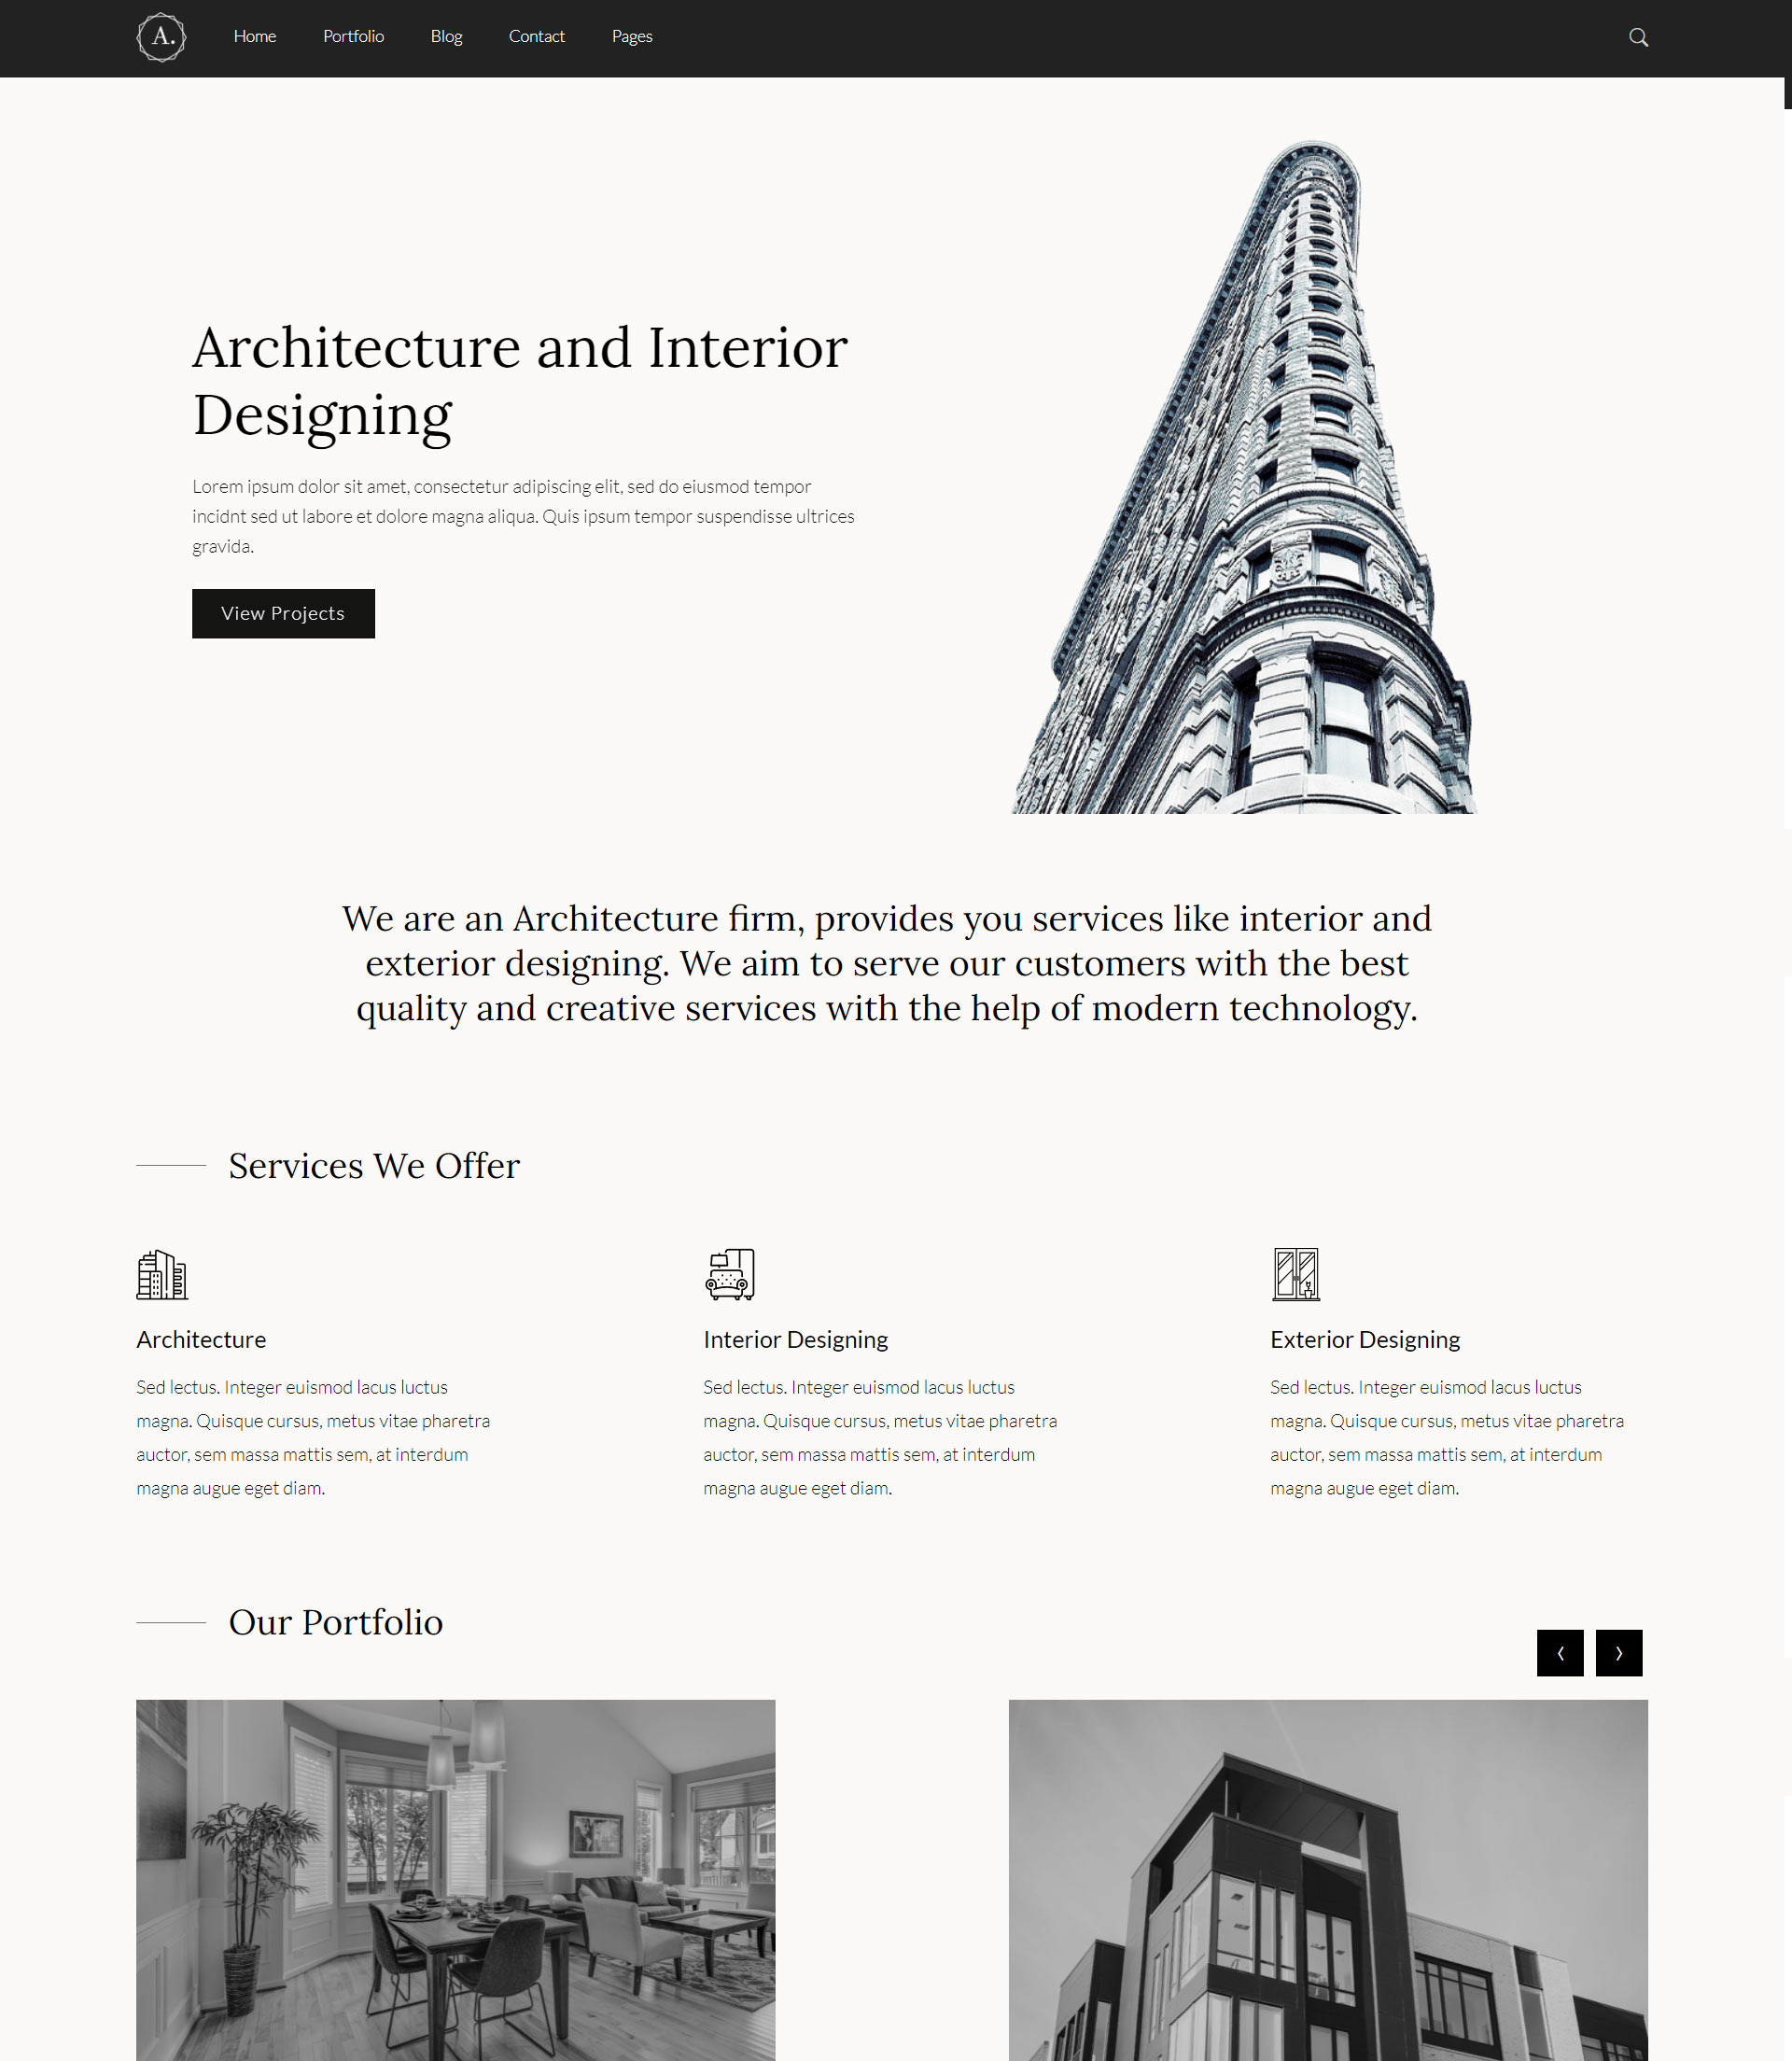 A.
Home
Portfolio
Blog
Contact
Pages
Architecture and Interior
Designing
Lorem ipsum dolor sit amet, consectetur adipiscing elit, sed do eiusmod tempor
incidnt sed ut labore et dolore magna aliqua. Quis ipsum tempor suspendisse ultrices
gravida.
View Projects
We are an Architecture firm, provides you services like interior and
exterior designing. We aim to serve our customers with the best
quality and creative services with the help of modern technology.
Services We Offer
Architecture
Sed lectus. Integer euismod lacus luctus
magna. Quisque cursus, metus vitae pharetra
auctor, sem massa mattis sem, at interdum
magna augue eget diam.
Interior Designing
Sed lectus. Integer euismod lacus luctus
magna. Quisque cursus, metus vitae pharetra
auctor, sem massa mattis sem, at interdum
magna augue eget diam.
Exterior Designing
Sed lectus. Integer euismod lacus luctus
magna. Quisque cursus, metus vitae pharetra
auctor, sem massa mattis sem, at interdum
magna augue eget diam.
Our Portfolio